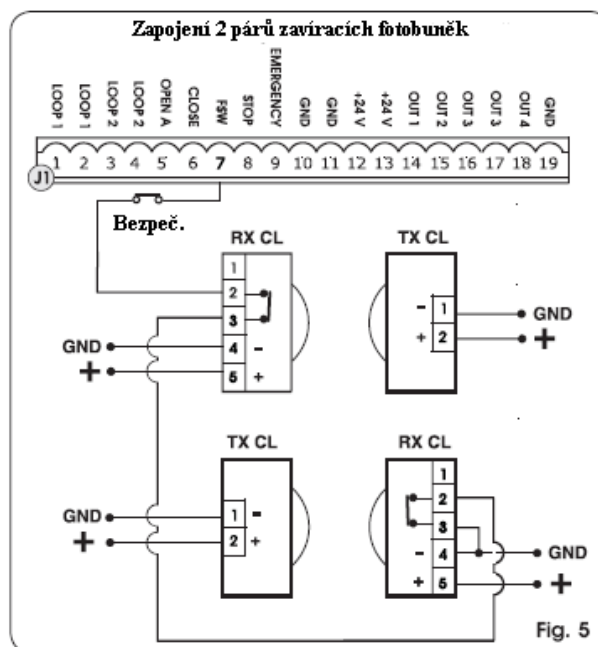 Zapojení 2 párů zavíracích fotobuněk
LOOP 1 LOOP 1 LOOP 2 LOOP 2 OPEN A CLOSE FSW STOP EMERGENCY GND GND +24 V +24 V OUT 1 OUT 2 OUT 3 OUT 3 OUT 4 GND
1 2 3 4 5 6 7 8 9 10 11 12 13 14 15 16 17 18 19
J1
Bezpeč.
RX CL
1
2
3
GND 4 -
+ 5 +
TX CL
- 1 GND
+ 2 +
TX CL
GND 1 -
+ 2 +
RX CL
1
2
3
- 4 GND
+ 5 +
Fig. 5